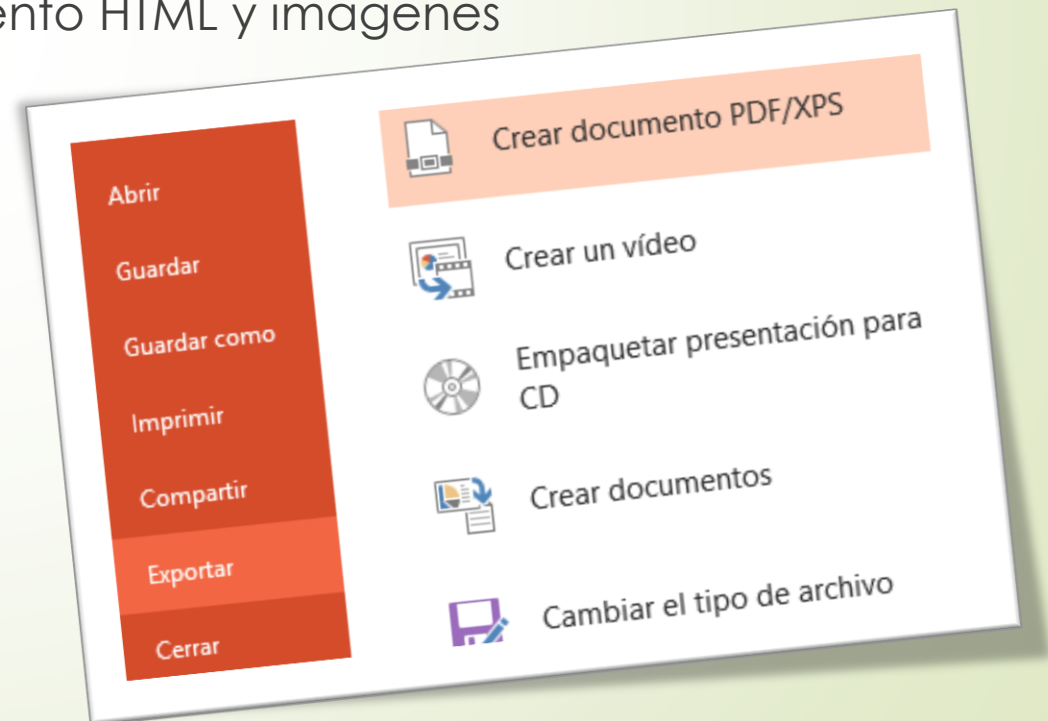 ento HTML y imagenes
Abrir
Guardar
Guardar como
Imprimir
Compartir
Exportar
Cerrar
Crear documento PDF/XPS
Crear un vídeo
Empaquetar presentación para
CD
Crear documentos
Cambiar el tipo de archivo